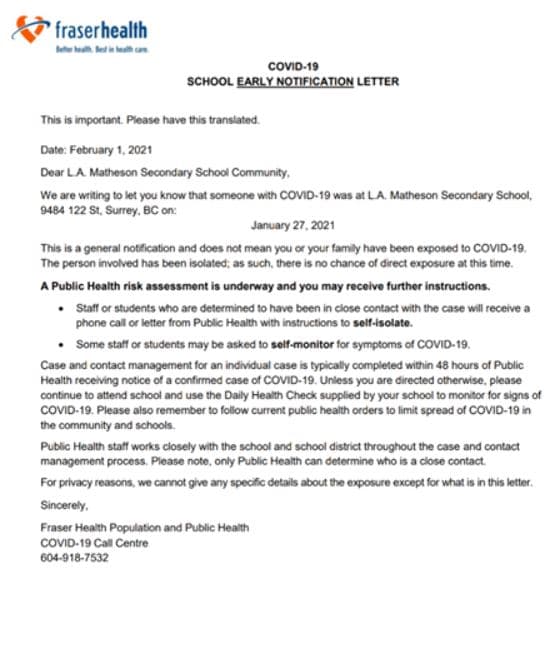 fraserhealth
Better health. Best in health care.
COVID-19
SCHOOL EARLY NOTIFICATION LETTER
This is important. Please have this translated.
Date: February 1, 2021
Dear L.A. Matheson Secondary School Community,
We are writing to let you know that someone with COVID-19 was at L.A. Matheson Secondary School,
9484 122 St, Surrey, BC on:
January 27, 2021
This is a general notification and does not mean you or your family have been exposed to COVID-19.
The person involved has been isolated; as such, there is no chance of direct exposure at this time.
A Public Health risk assessment is underway and you may receive further instructions.
• Staff or students who are determined to have been in close contact with the case will receive a
phone call or letter from Public Health with instructions to self-isolate.
• Some staff or students may be asked to self-monitor for symptoms of COVID-19.
Case and contact management for an individual case is typically completed within 48 hours of Public
Health receiving notice of a confirmed case of COVID-19. Unless you are directed otherwise, please
continue to attend school and use the Daily Health Check supplied by your school to monitor for signs of
COVID-19. Please also remember to follow current public health orders to limit spread of COVID-19 in
the community and schools.
Public Health staff works closely with the school and school district throughout the case and contact
management process. Please note, only Public Health can determine who is a close contact.
For privacy reasons, we cannot give any specific details about the exposure except for what is in this letter.
Sincerely,
Fraser Health Population and Public Health
COVID-19 Call Centre
604-918-7532